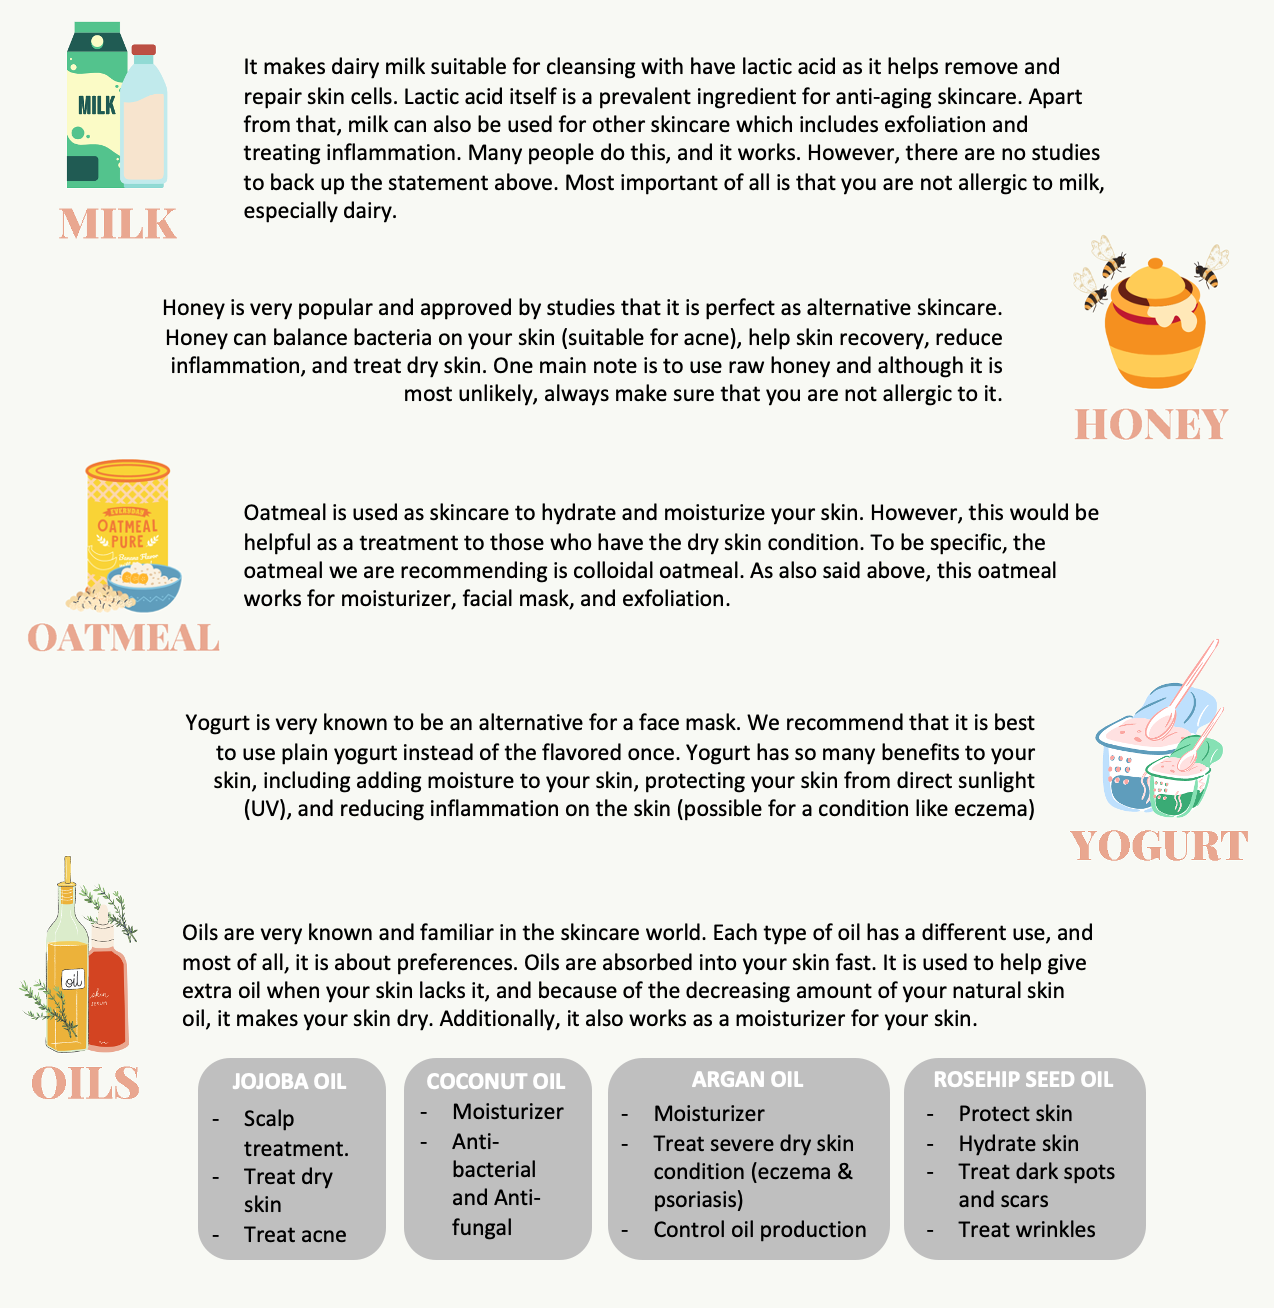 MILK
It makes dairy milk suitable for cleansing with have lactic acid as it helps remove and
repair skin cells. Lactic acid itself is a prevalent ingredient for anti-aging skincare. Apart
from that, milk can also be used for other skincare which includes exfoliation and
treating inflammation. Many people do this, and it works. However, there are no studies
to back up the statement above. Most important of all is that you are not allergic to milk,
especially dairy.
MILK
Honey is very popular and approved by studies that it is perfect as alternative skincare.
Honey can balance bacteria on your skin (suitable for acne), help skin recovery, reduce
inflammation, and treat dry skin. One main note is to use raw honey and although it is
most unlikely, always make sure that you are not allergic to it.
HONEY
EVERYDAY
OATMEAL
PURE
Banana Flavor
Oatmeal is used as skincare to hydrate and moisturize your skin. However, this would be
helpful as a treatment to those who have the dry skin condition. To be specific, the
oatmeal we are recommending is colloidal oatmeal. As also said above, this oatmeal
works for moisturizer, facial mask, and exfoliation.
OATMEAL
Yogurt is very known to be an alternative for a face mask. We recommend that it is best
to use plain yogurt instead of the flavored once. Yogurt has so many benefits to your
skin, including adding moisture to your skin, protecting your skin from direct sunlight
(UV), and reducing inflammation on the skin (possible for a condition like eczema)
YOGURT
Oils are very known and familiar in the skincare world. Each type of oil has a different use, and
most of all, it is about preferences. Oils are absorbed into your skin fast. It is used to help give
extra oil when your skin lacks it, and because of the decreasing amount of your natural skin
oil, it makes your skin dry. Additionally, it also works as a moisturizer for your skin.
oil
skin
serum
OILS
JOJOBA OIL
- Scalp
treatment.
- Treat dry
skin
- Treat acne
COCONUT OIL
- Moisturizer
- Anti-
bacterial
and Anti-
fungal
ARGAN OIL
- Moisturizer
- Treat severe dry skin
condition (eczema &
psoriasis)
- Control oil production
ROSEHIP SEED OIL
- Protect skin
- Hydrate skin
- Treat dark spots
and scars
- Treat wrinkles